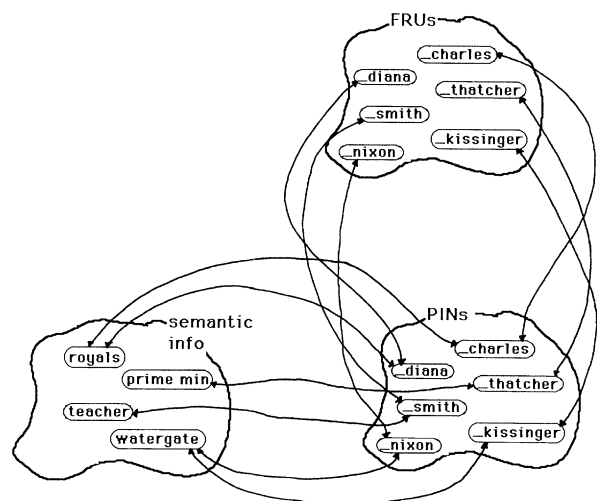 FRUs
_charles
_diana
_thatcher
_smith
_kissinger
_nixon
semantic
info
royals
prime min
teacher
watergate
PINs
_charles
_diana
_thatcher
_smith
_kissinger
_nixon